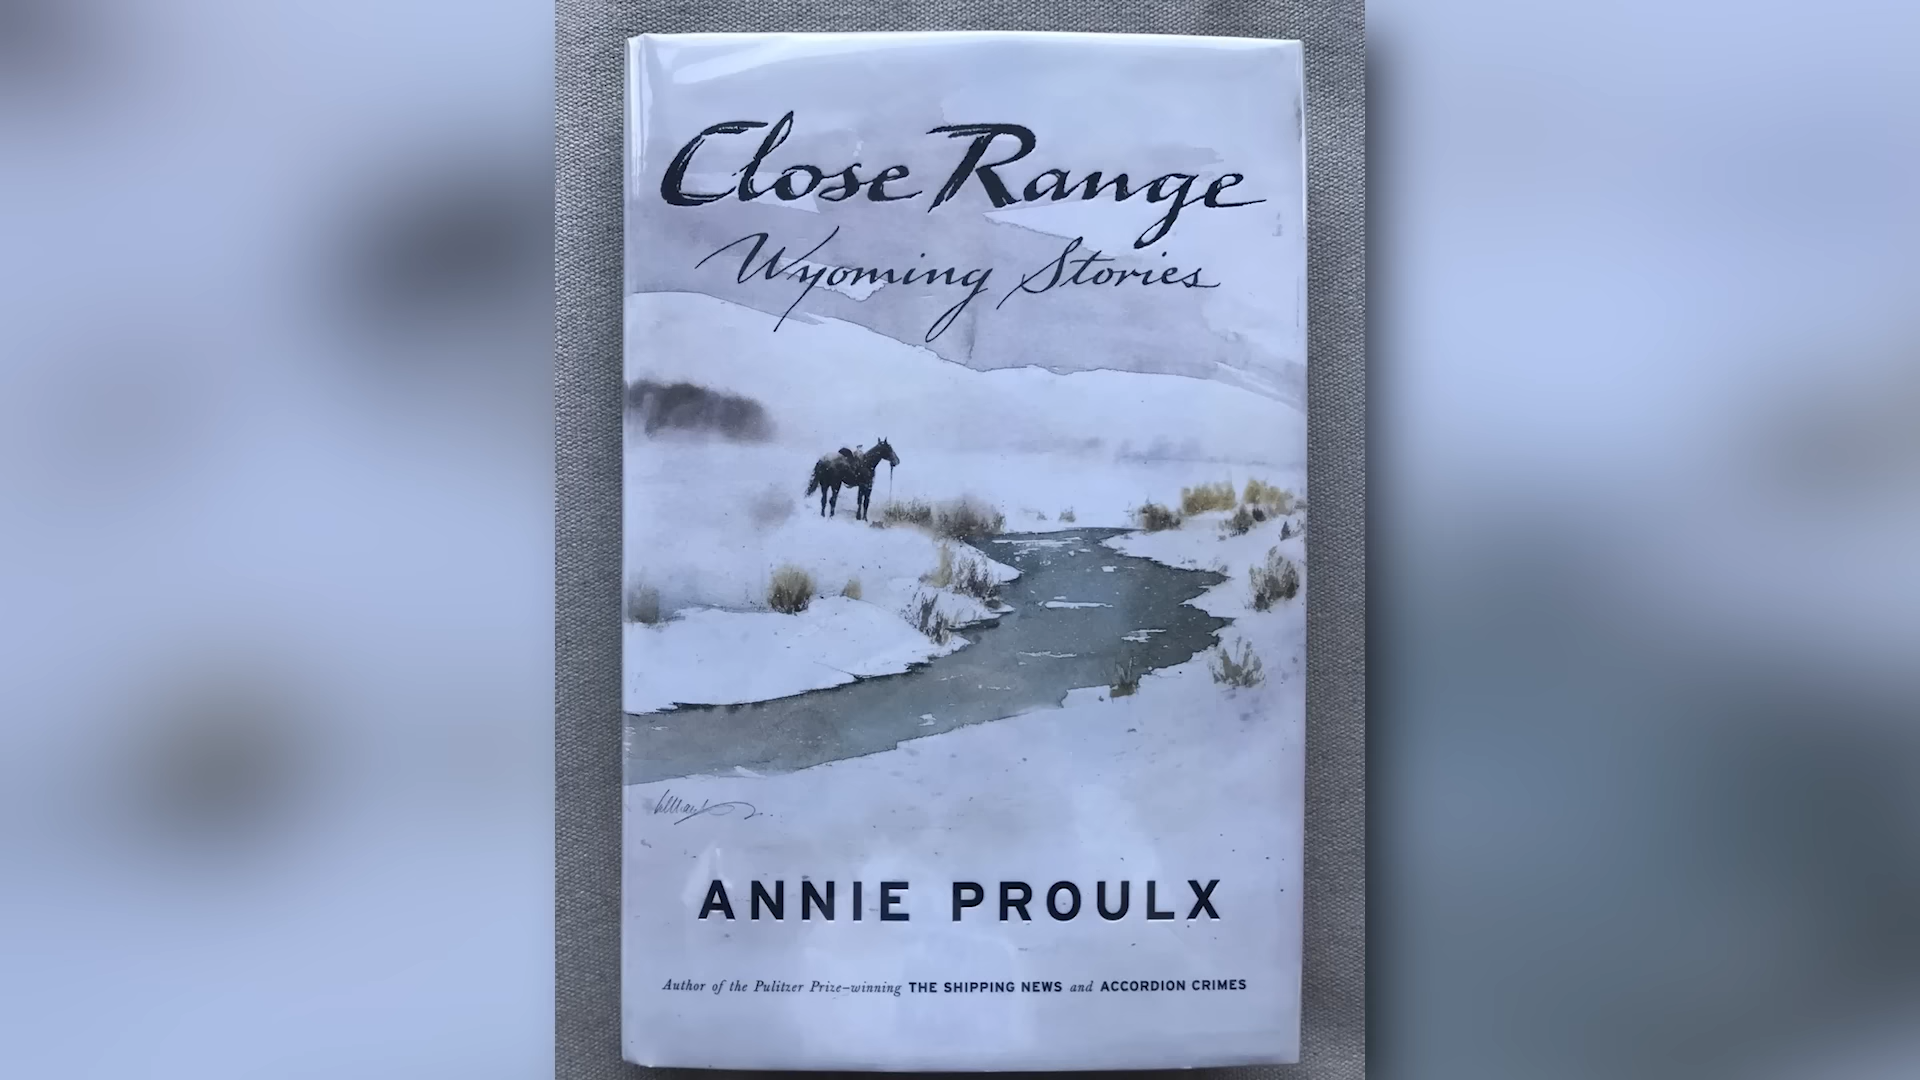 Close Range
Wyoming Stories
ANNIE PROULX
Author of the Pulitzer Prize–winning THE SHIPPING NEWS and ACCORDION CRIMES